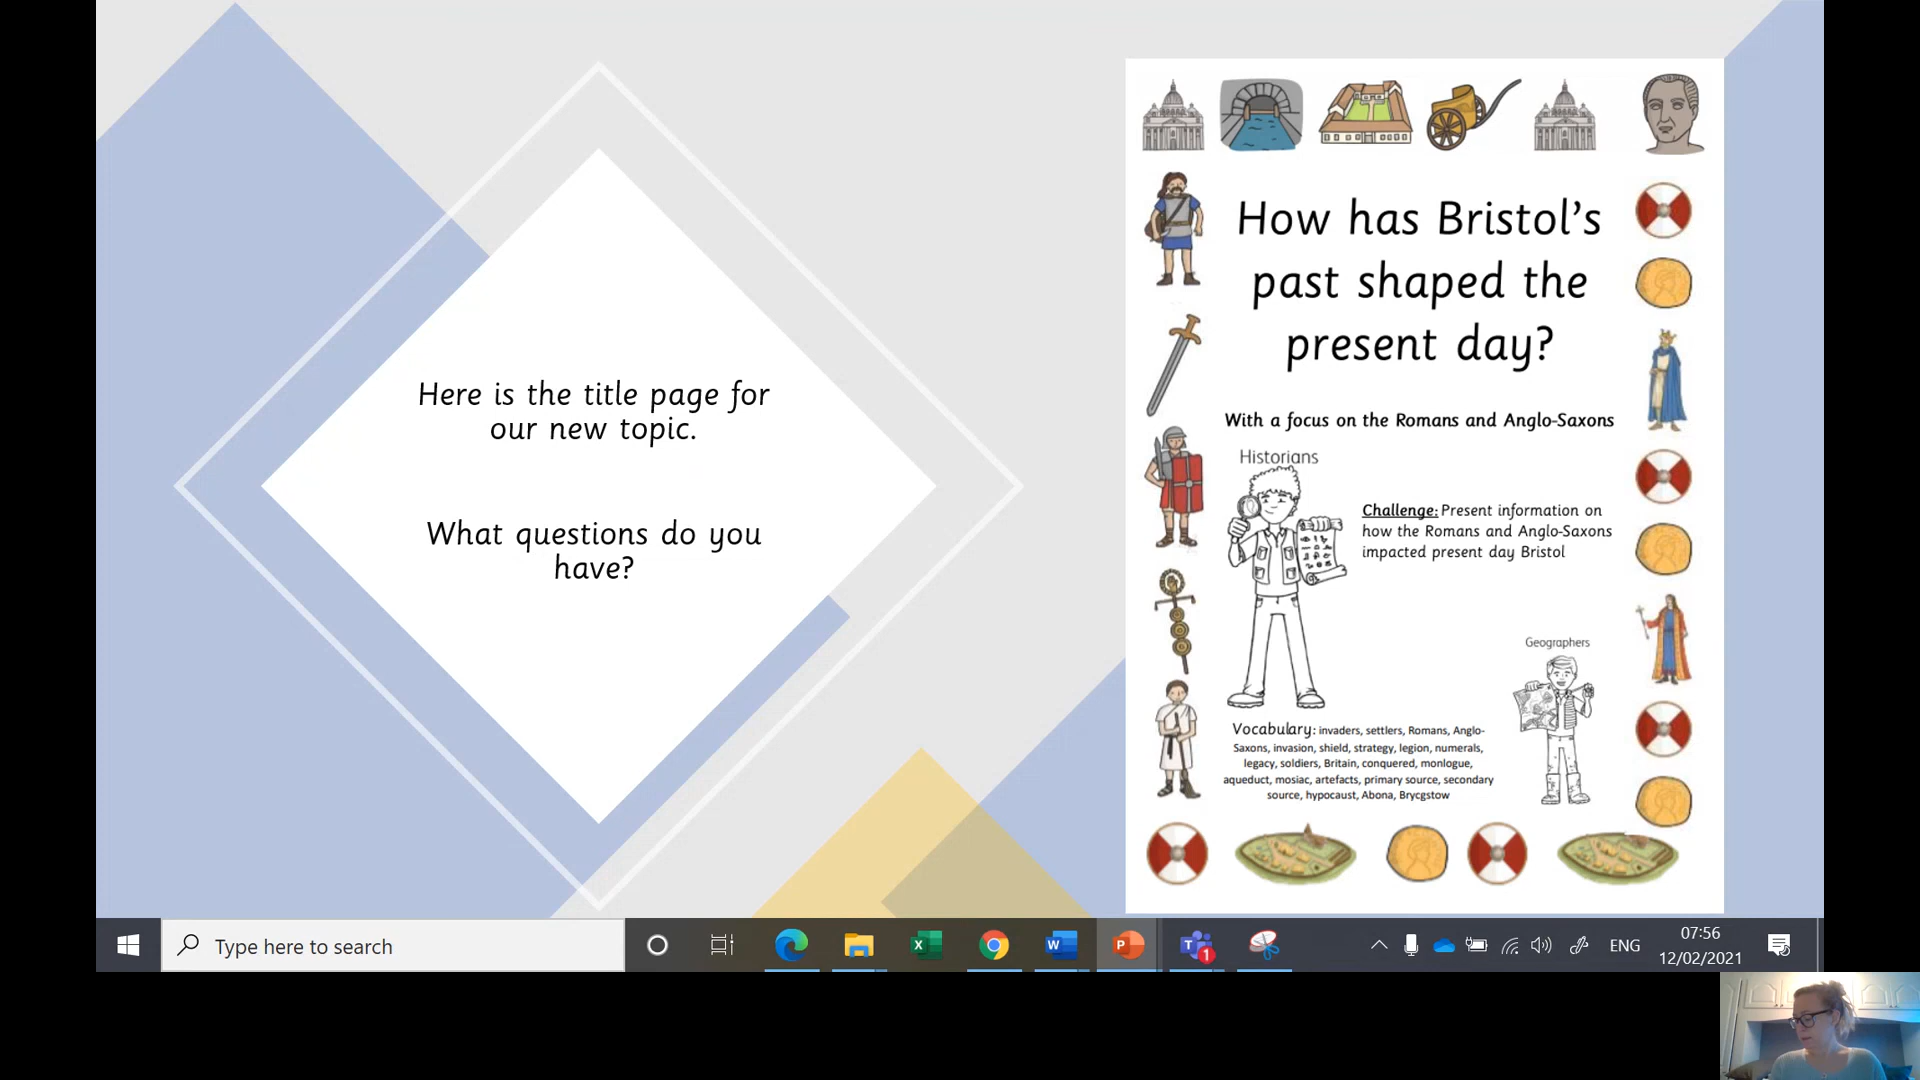 Here is the title page for
our new topic.
What questions do you
have?
How has Bristol's
past shaped the
present day?
With a focus on the Romans and Anglo-Saxons
Historians
Challenge: Present information on
how the Romans and Anglo-Saxons
impacted present day Bristol
Geographers
Vocabulary: invaders, settlers, Romans, Anglo-
Saxons, invasion, shield, strategy, legion, numerals,
legacy, soldiers, Britain, conquered, monlogue,
aqueduct, mosiac, artefacts, primary source, secondary
source, hypocaust, Abona, Brycgstow
Type here to search
ENG
07:56
12/02/2021
1